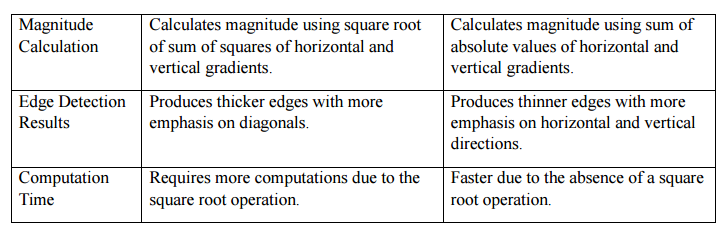 Magnitude
Calculation
Calculates magnitude using square root
of sum of squares of horizontal and
vertical gradients.
Calculates magnitude using sum of
absolute values of horizontal and
vertical gradients.
Edge Detection
Results
Produces thicker edges with more
emphasis on diagonals.
Produces thinner edges with more
emphasis on horizontal and vertical
directions.
Computation
Time
Requires more computations due to the
square root operation.
Faster due to the absence of a square
root operation.